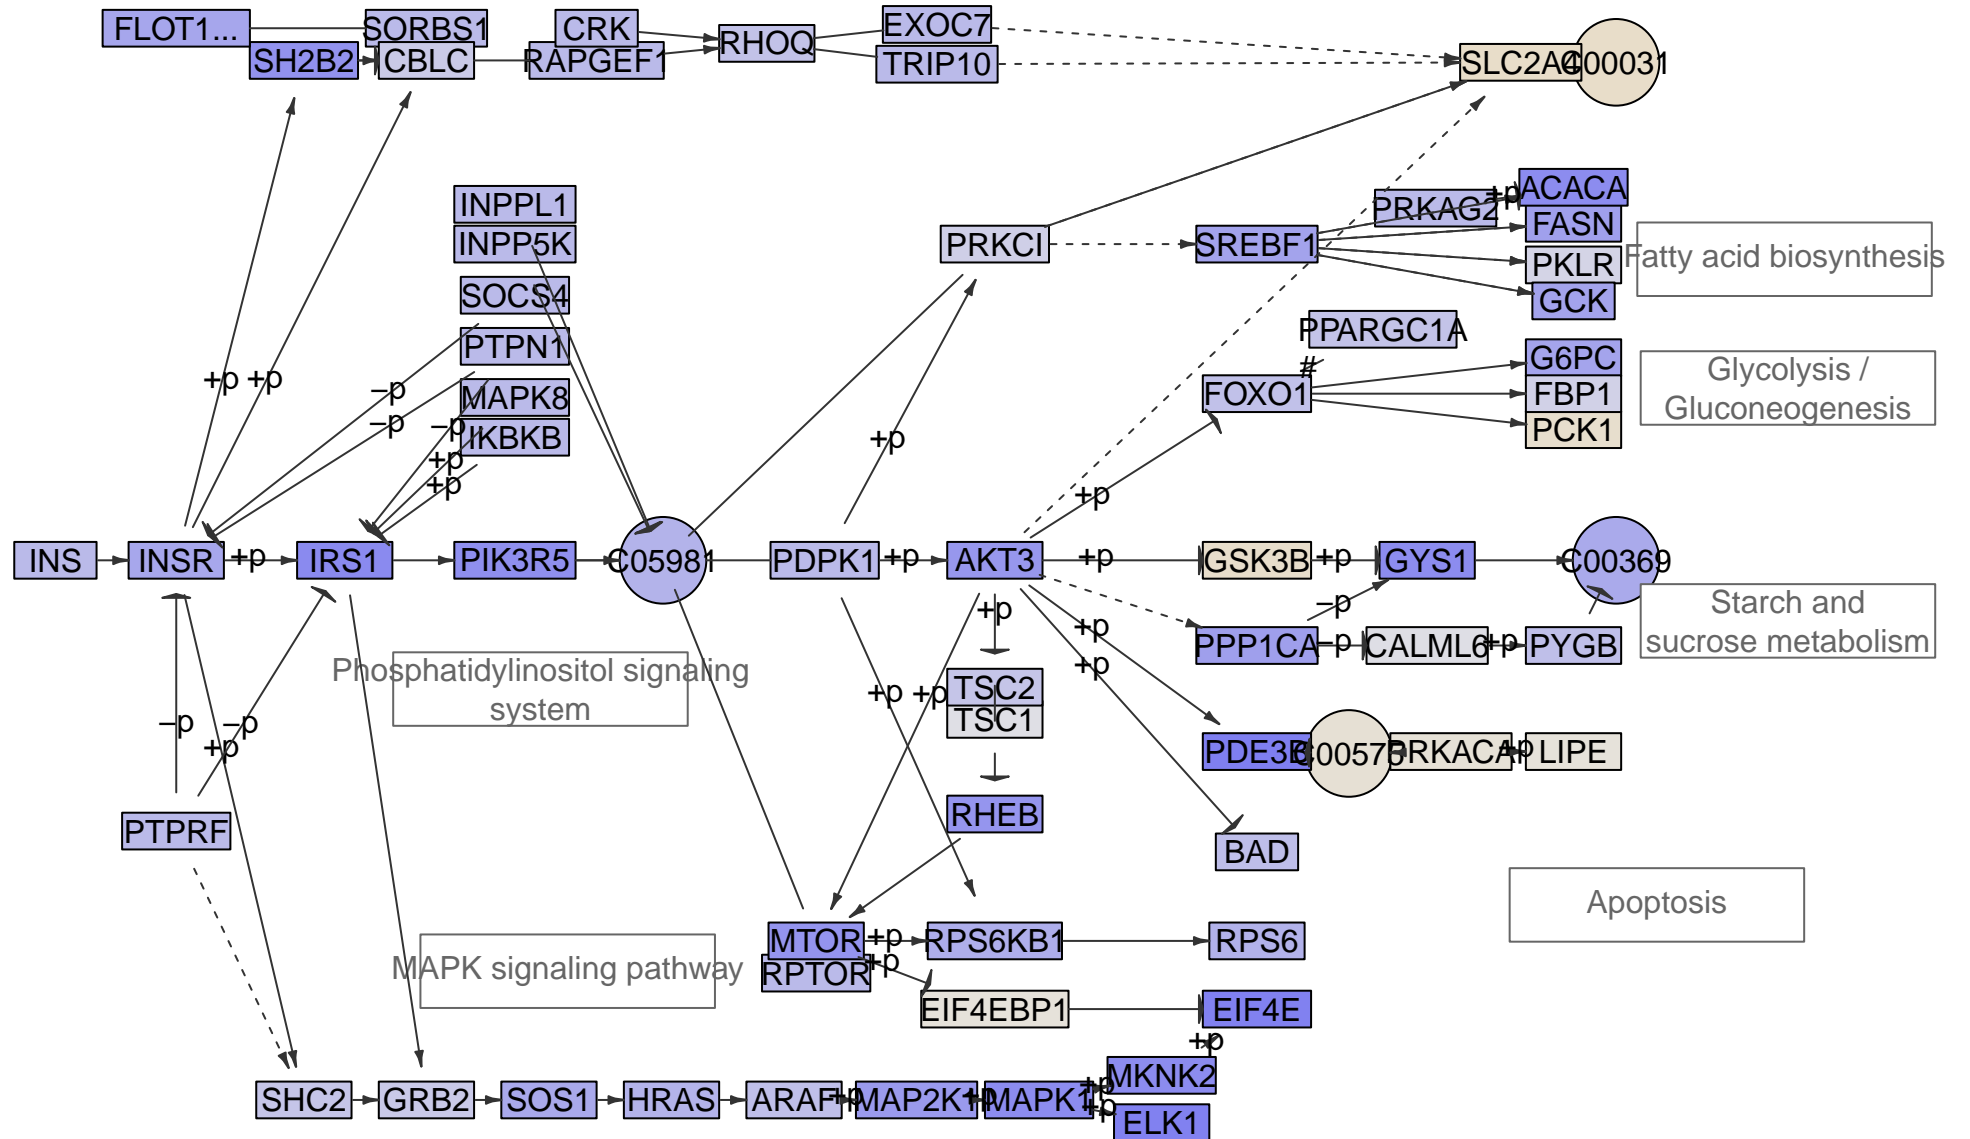 FLOT1...
SORBS1
CRK
EXOC7
SH2B2
CBLC
RAPGEF1
RHOQ
TRIP10
SLC2A4
C00031
INPPL1
INPP5K
SOCS4
PTPN1
MAPK8
IKBKB
PRKCI
SREBF1
PRKAG2
+p
ACACA
FASN
PKLR
GCK
Fatty acid biosynthesis
PPARGC1A
#
FOXO1
G6PC
FBP1
PCK1
Glycolysis /
Gluconeogenesis
+p
+p
−p
−p
−p
+p
+p
+p
+p
INS
INSR
+p
IRS1
PIK3R5
C05981
PDPK1
+p
AKT3
+p
GSK3B
+p
GYS1
C00369
−p
PPP1CA
−p
CALML6
+p
PYGB
Starch and
sucrose metabolism
+p
+p
+p
Phosphatidylinositol signaling
system
+p
+p
TSC2
TSC1
−p
−p
+p
PDE3B
C00575
PRKACA
+p
LIPE
PTPRF
RHEB
BAD
Apoptosis
MAPK signaling pathway
MTOR
RPTOR
+p
+p
RPS6KB1
RPS6
EIF4EBP1
EIF4E
+p
SHC2
GRB2
SOS1
HRAS
ARAF
+p
MAP2K1
+p
MAPK1
+p
+p
MKNK2
ELK1